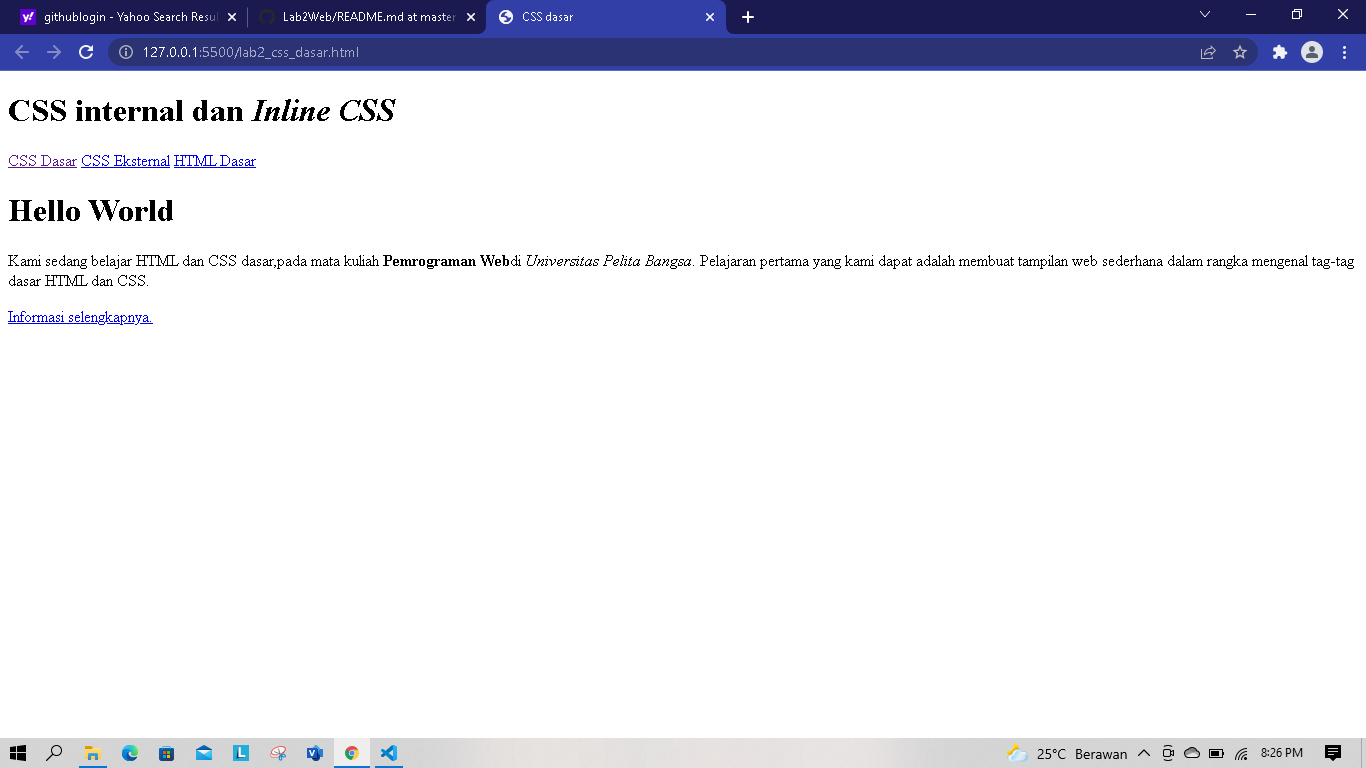 githublogin - Yahoo Search Resul
Lab2Web/README.md at master
CSS dasar
127.0.0.1:5500/lab2_css_dasar.html
CSS internal dan Inline CSS
CSS Dasar CSS Eksternal HTML Dasar
Hello World
Kami sedang belajar HTML dan CSS dasar,pada mata kuliah Pemrograman Webdi Universitas Pelita Bangsa. Pelajaran pertama yang kami dapat adalah membuat tampilan web sederhana dalam rangka mengenal tag-tag
dasar HTML dan CSS.
Informasi selengkapnya.
25°C Berawan
8:26 PM